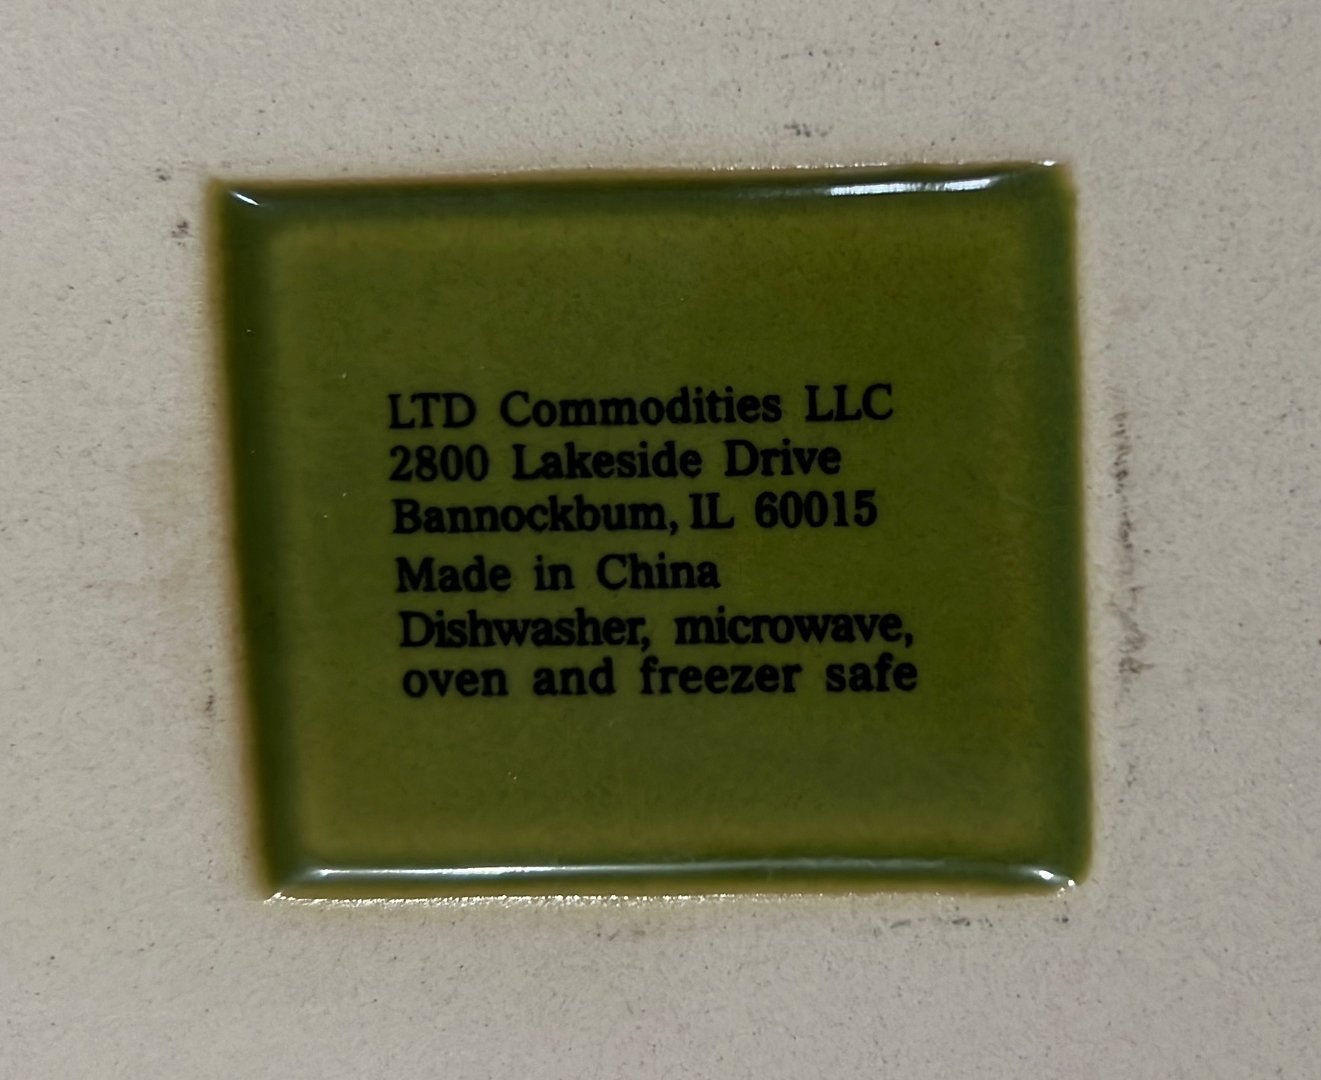 LTD Commodities LLC
2800 Lakeside Drive
Bannockbum, IL 60015
Made in China
Dishwasher, microwave,
oven and freezer safe